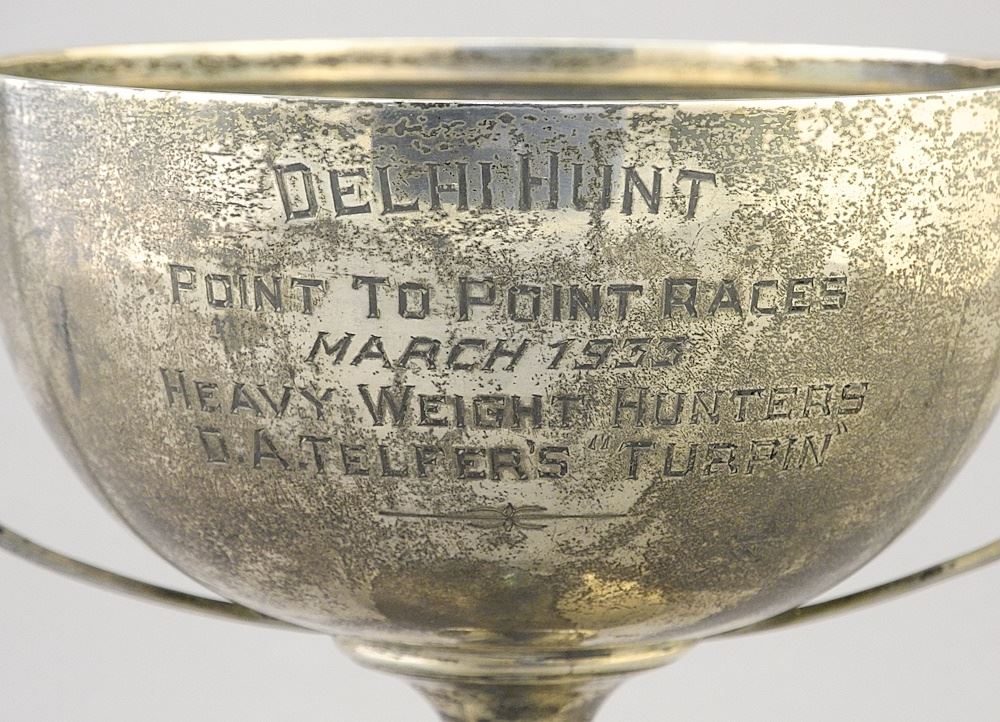 DELHI HUNT
POINT TO POINT RACES
MARCH 1933
HEAVY WEIGHT HUNTERS
D.A. TELFER'S "TURPIN"